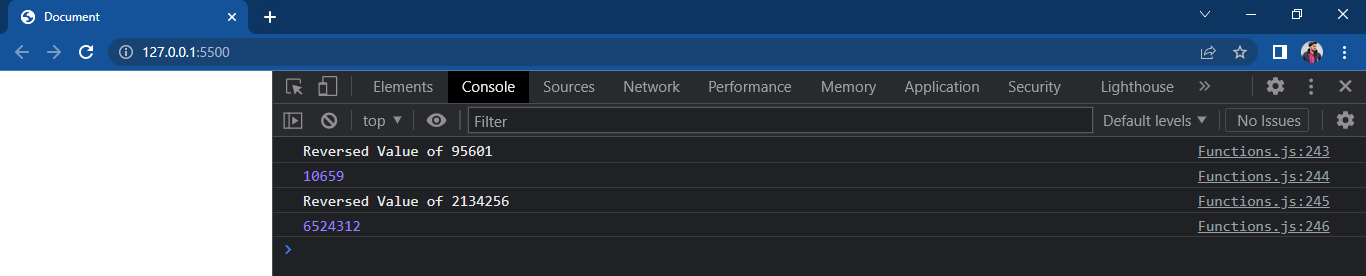 Document
127.0.0.1:5500
Elements Console Sources Network Performance Memory Application Security Lighthouse
top Filter Default levels No Issues
Reversed Value of 95601 Functions.js:243
10659 Functions.js:244
Reversed Value of 2134256 Functions.js:245
6524312 Functions.js:246